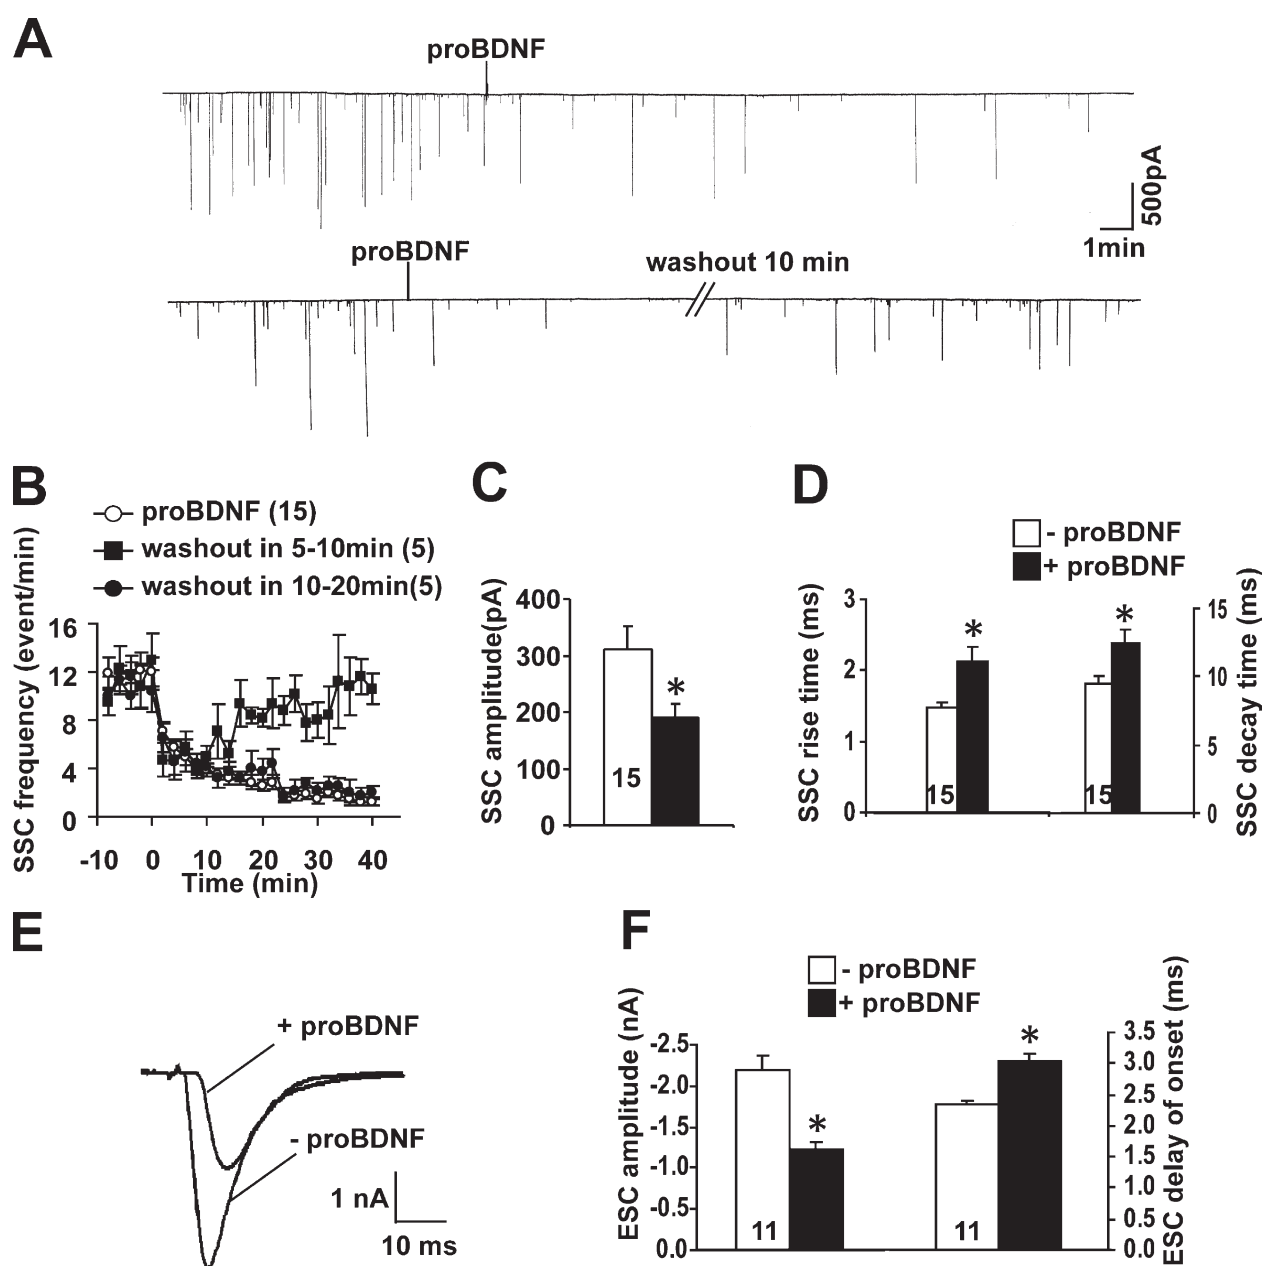 A
proBDNF
500pA
1min
proBDNF
washout 10 min
B
proBDNF (15)
washout in 5-10min (5)
washout in 10-20min(5)
SSC frequency (event/min)
16
12
8
4
0
-10 0 10 20 30 40
Time (min)
C
SSC amplitude(pA)
400
300
200
100
0
*
15
D
- proBDNF
+ proBDNF
SSC rise time (ms)
3
2
1
0
* *
15 15
15
10
5
0
SSC decay time (ms)
E
+ proBDNF
- proBDNF
1 nA
10 ms
F
- proBDNF
+ proBDNF
ESC amplitude (nA)
-2.5
-2.0
-1.5
-1.0
-0.5
0.0
* *
11 11
3.5
3.0
2.5
2.0
1.5
1.0
0.5
0.0
ESC delay of onset (ms)